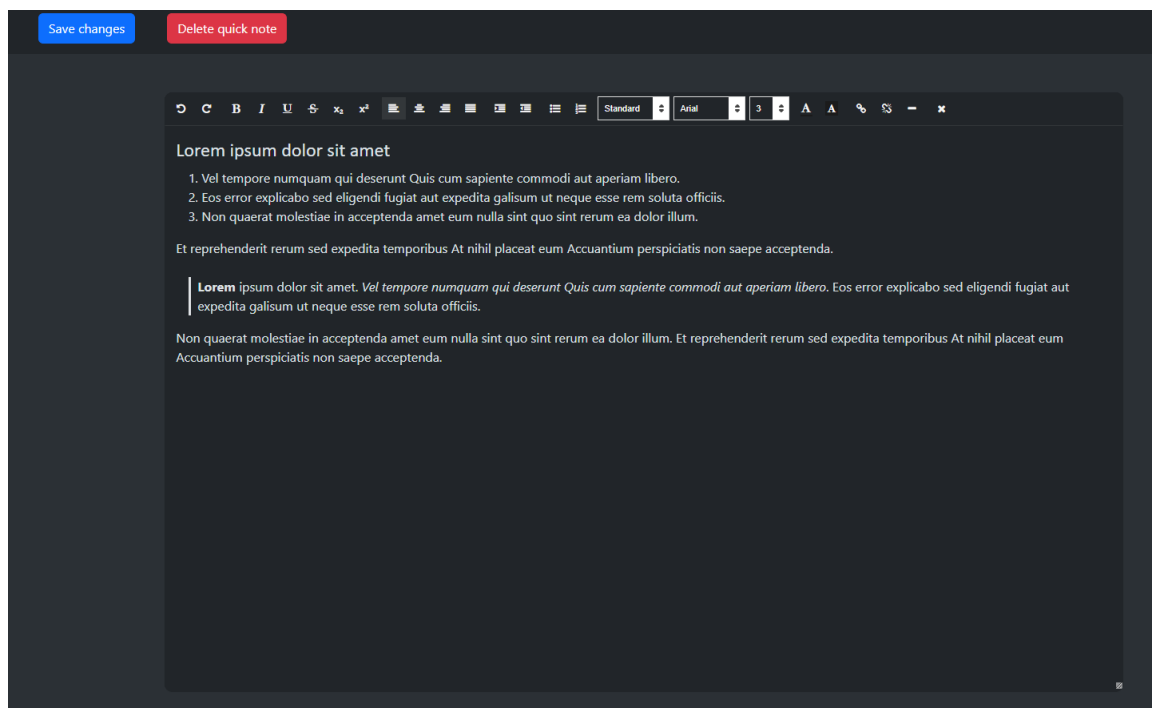 Save changes
Delete quick note
B I U S x₂ x² Standard Arial 3 A A
Lorem ipsum dolor sit amet
1. Vel tempore numquam qui deserunt Quis cum sapiente commodi aut aperiam libero.
2. Eos error explicabo sed eligendi fugiat aut expedita galisum ut neque esse rem soluta officiis.
3. Non quaerat molestiae in acceptenda amet eum nulla sint quo sint rerum ea dolor illum.
Et reprehenderit rerum sed expedita temporibus At nihil placeat eum Accuantium perspiciatis non saepe acceptenda.
Lorem ipsum dolor sit amet. Vel tempore numquam qui deserunt Quis cum sapiente commodi aut aperiam libero. Eos error explicabo sed eligendi fugiat aut
expedita galisum ut neque esse rem soluta officiis.
Non quaerat molestiae in acceptenda amet eum nulla sint quo sint rerum ea dolor illum. Et reprehenderit rerum sed expedita temporibus At nihil placeat eum
Accuantium perspiciatis non saepe acceptenda.